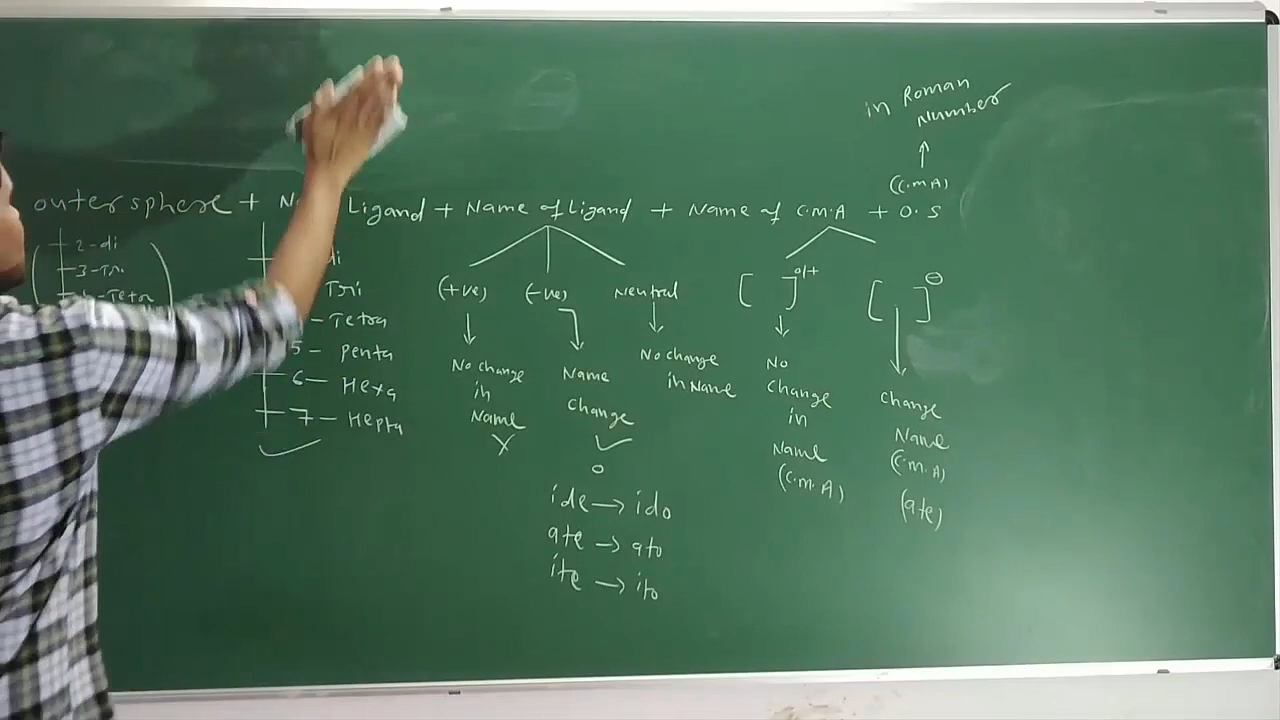 in Roman
Number
(C.M.A)
outer sphere + Ligand + Name of Ligand + Name of C.M.A + O.S
2-di
3-Tri
Tetra
di
Tri
-Tetra
5- penta
6- Hexa
7- Hepta
(+ve) (-ve) Neutral
[ ]o/+ [ ]⊖
No change
in
Name
X
Name
change
o
ide → ido
ate → ato
ite → ito
No change
in Name
No
change
in
Name
(C.M.A)
change
Name
(C.M.A)
(ate)